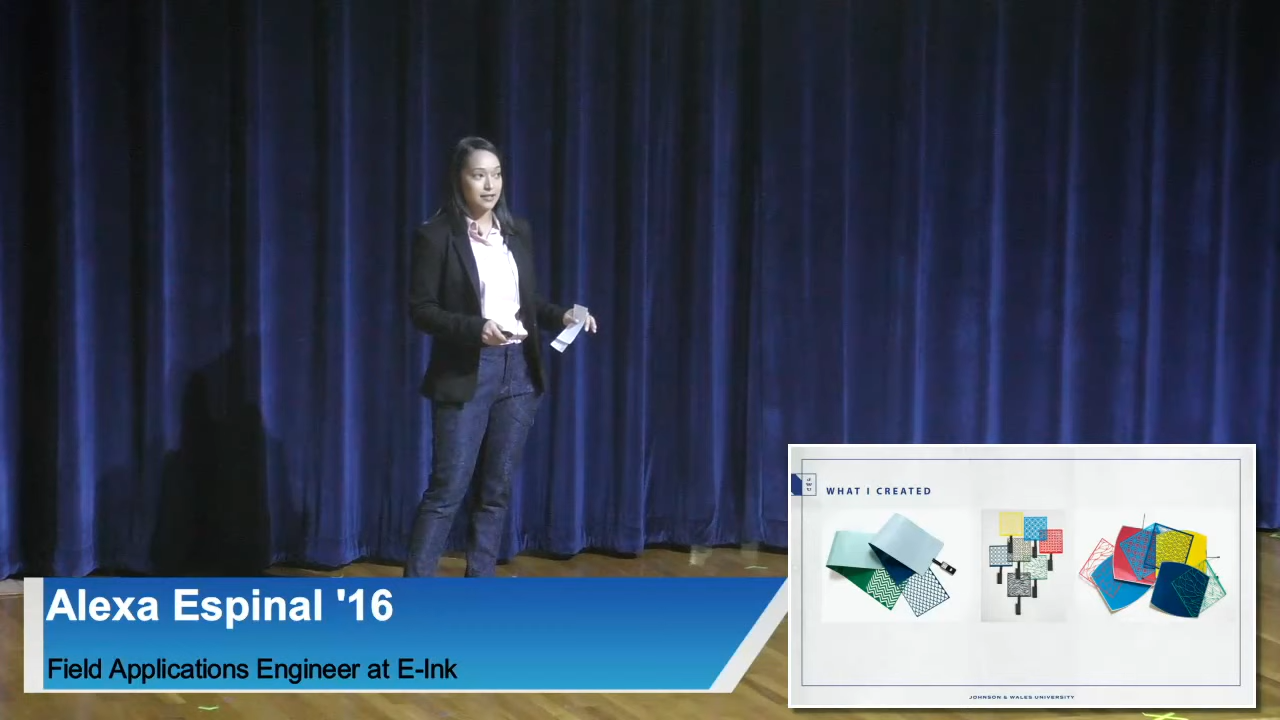 WHAT I CREATED
Alexa Espinal '16
Field Applications Engineer at E-Ink
JOHNSON & WALES UNIVERSITY